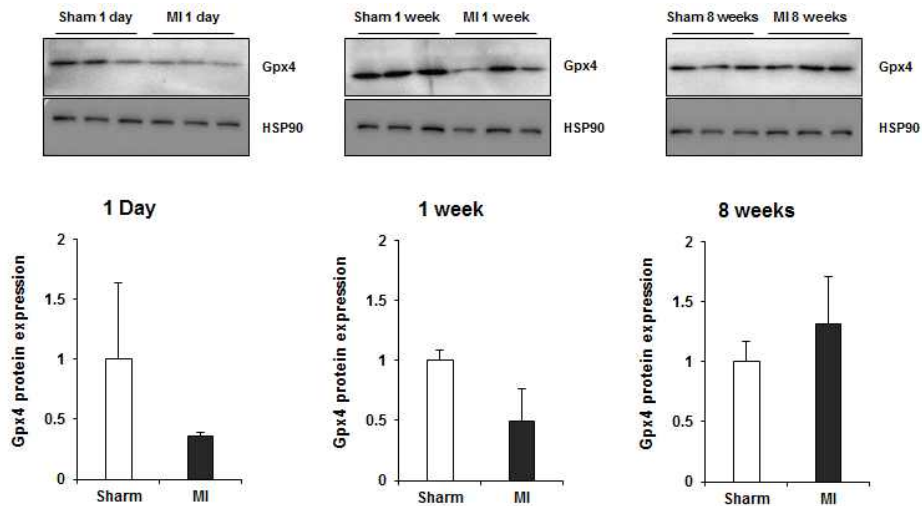 Sham 1 day MI 1 day
Gpx4
HSP90
Sham 1 week MI 1 week
Gpx4
HSP90
Sham 8 weeks MI 8 weeks
Gpx4
HSP90
1 Day
Gpx4 protein expression
2
1.5
1
0.5
0
Sharm MI
1 week
Gpx4 protein expression
2
1.5
1
0.5
0
Sharm MI
8 weeks
Gpx4 protein expression
2
1.5
1
0.5
0
Sharm MI